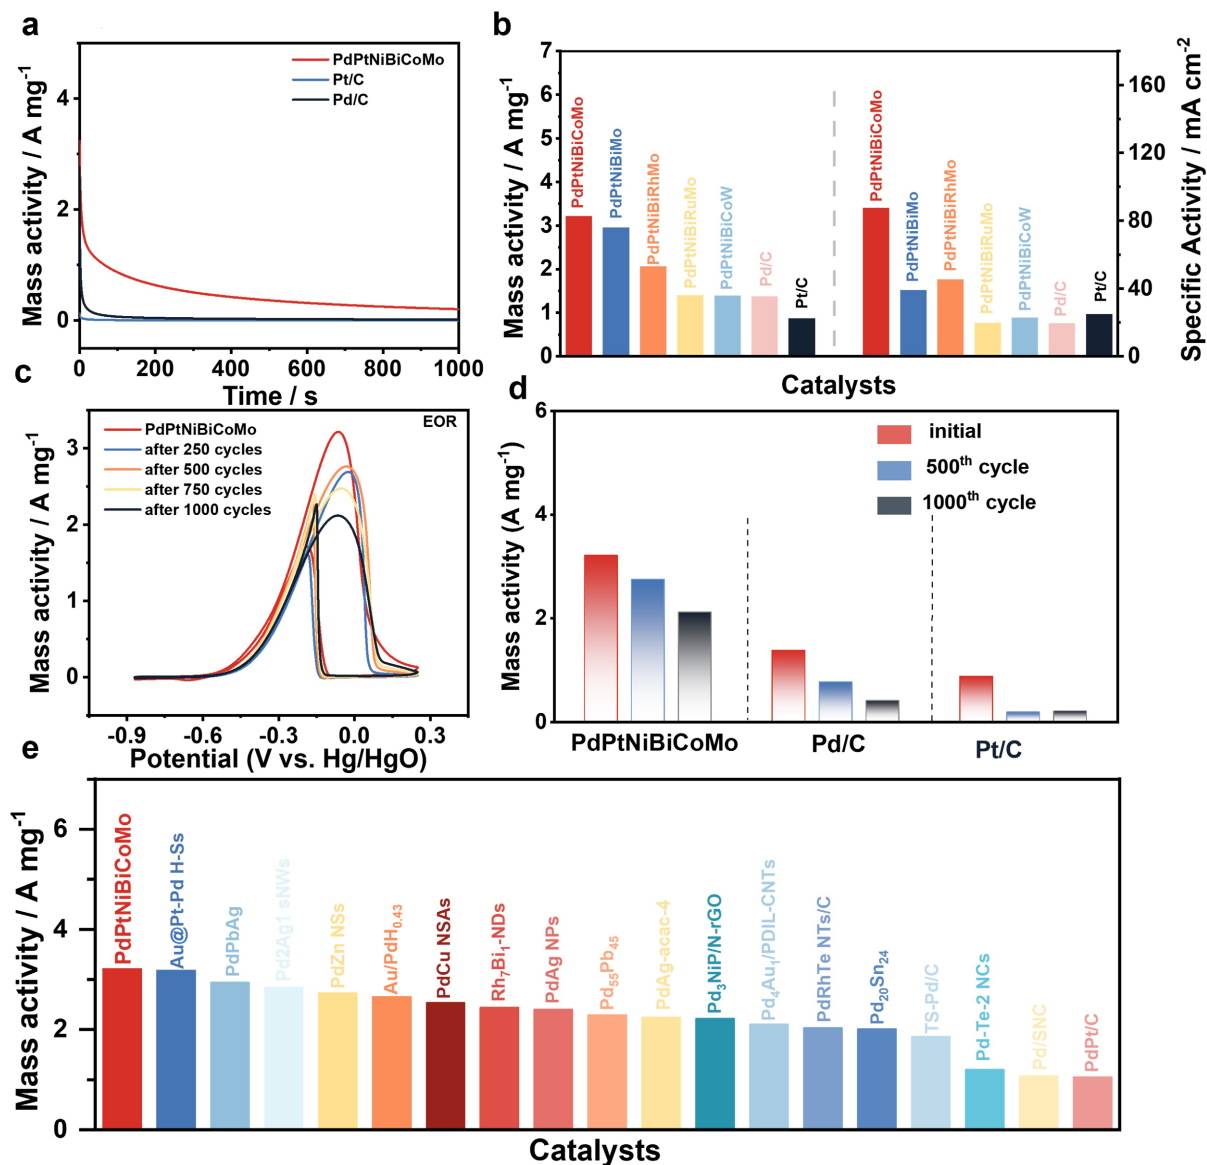 a
Mass activity / A mg⁻¹
4
2
0
PdPtNiBiCoMo
Pt/C
Pd/C
0 200 400 600 800 1000
Time / s
b
Mass activity / A mg⁻¹
7
6
5
4
3
2
1
0
PdPtNiBiCoMo
PdPtNiBiMo
PdPtNiBiRhMo
PdPtNiBiRuMo
PdPtNiBiCoW
Pd/C
Pt/C
PdPtNiBiCoMo
PdPtNiBiMo
PdPtNiBiRhMo
PdPtNiBiRuMo
PdPtNiBiCoW
Pd/C
Pt/C
160
120
80
40
0
Specific Activity / mA cm⁻²
Catalysts
c
Mass activity / A mg⁻¹
3
2
1
0
PdPtNiBiCoMo
after 250 cycles
after 500 cycles
after 750 cycles
after 1000 cycles
EOR
-0.9 -0.6 -0.3 0.0 0.3
Potential (V vs. Hg/HgO)
d
Mass activity (A mg⁻¹)
6
4
2
0
initial
500th cycle
1000th cycle
PdPtNiBiCoMo
Pd/C
Pt/C
e
Mass activity / A mg⁻¹
6
4
2
0
PdPtNiBiCoMo
Au@Pt-Pd H-Ss
PdPbAg
Pd2Ag1 sNWs
PdZn NSs
Au/PdH0.43
PdCu NSAs
Rh7Bi1-NDs
PdAg NPs
Pd55Pb45
PdAg-acac-4
Pd3NiP/N-rGO
Pd4Au1/PDIL-CNTs
PdRhTe NTs/C
Pd20Sn24
TS-Pd/C
Pd-Te-2 NCs
Pd/SNC
PdPt/C
Catalysts